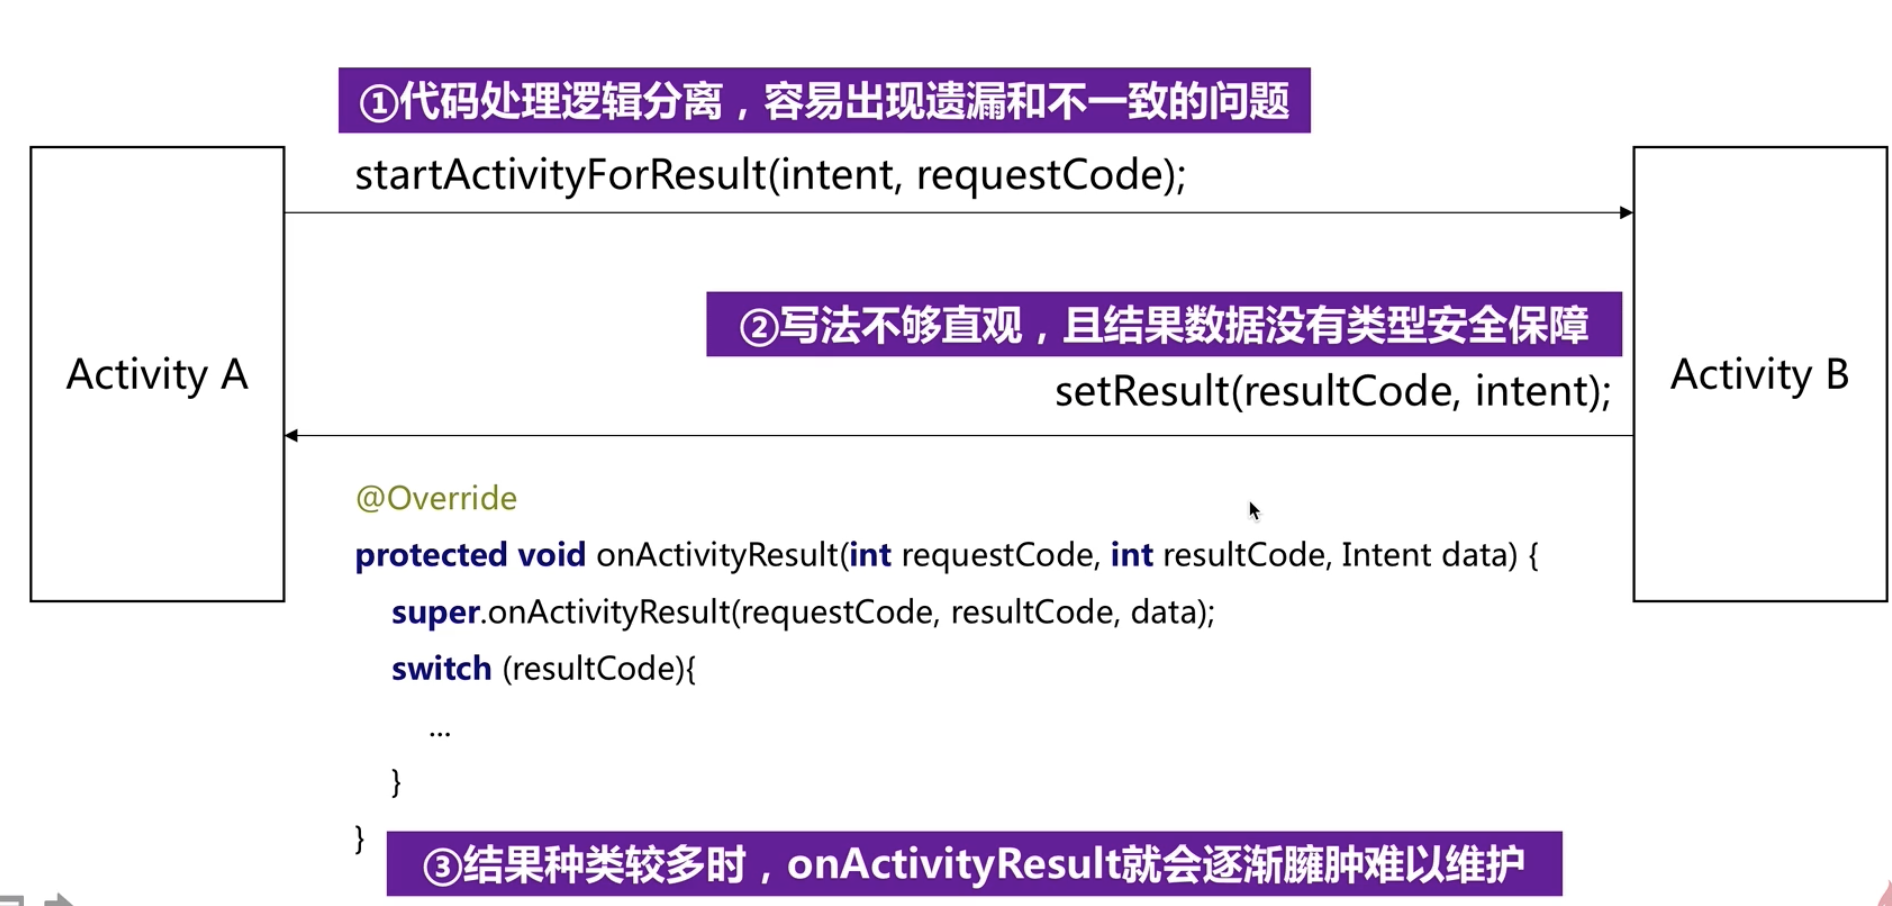 ①代码处理逻辑分离，容易出现遗漏和不一致的问题
startActivityForResult(intent, requestCode);
②写法不够直观，且结果数据没有类型安全保障
Activity A
Activity B
setResult(resultCode, intent);
@Override
protected void onActivityResult(int requestCode, int resultCode, Intent data) {
super.onActivityResult(requestCode, resultCode, data);
switch (resultCode){
...
}
}
③结果种类较多时，onActivityResult就会逐渐臃肿难以维护